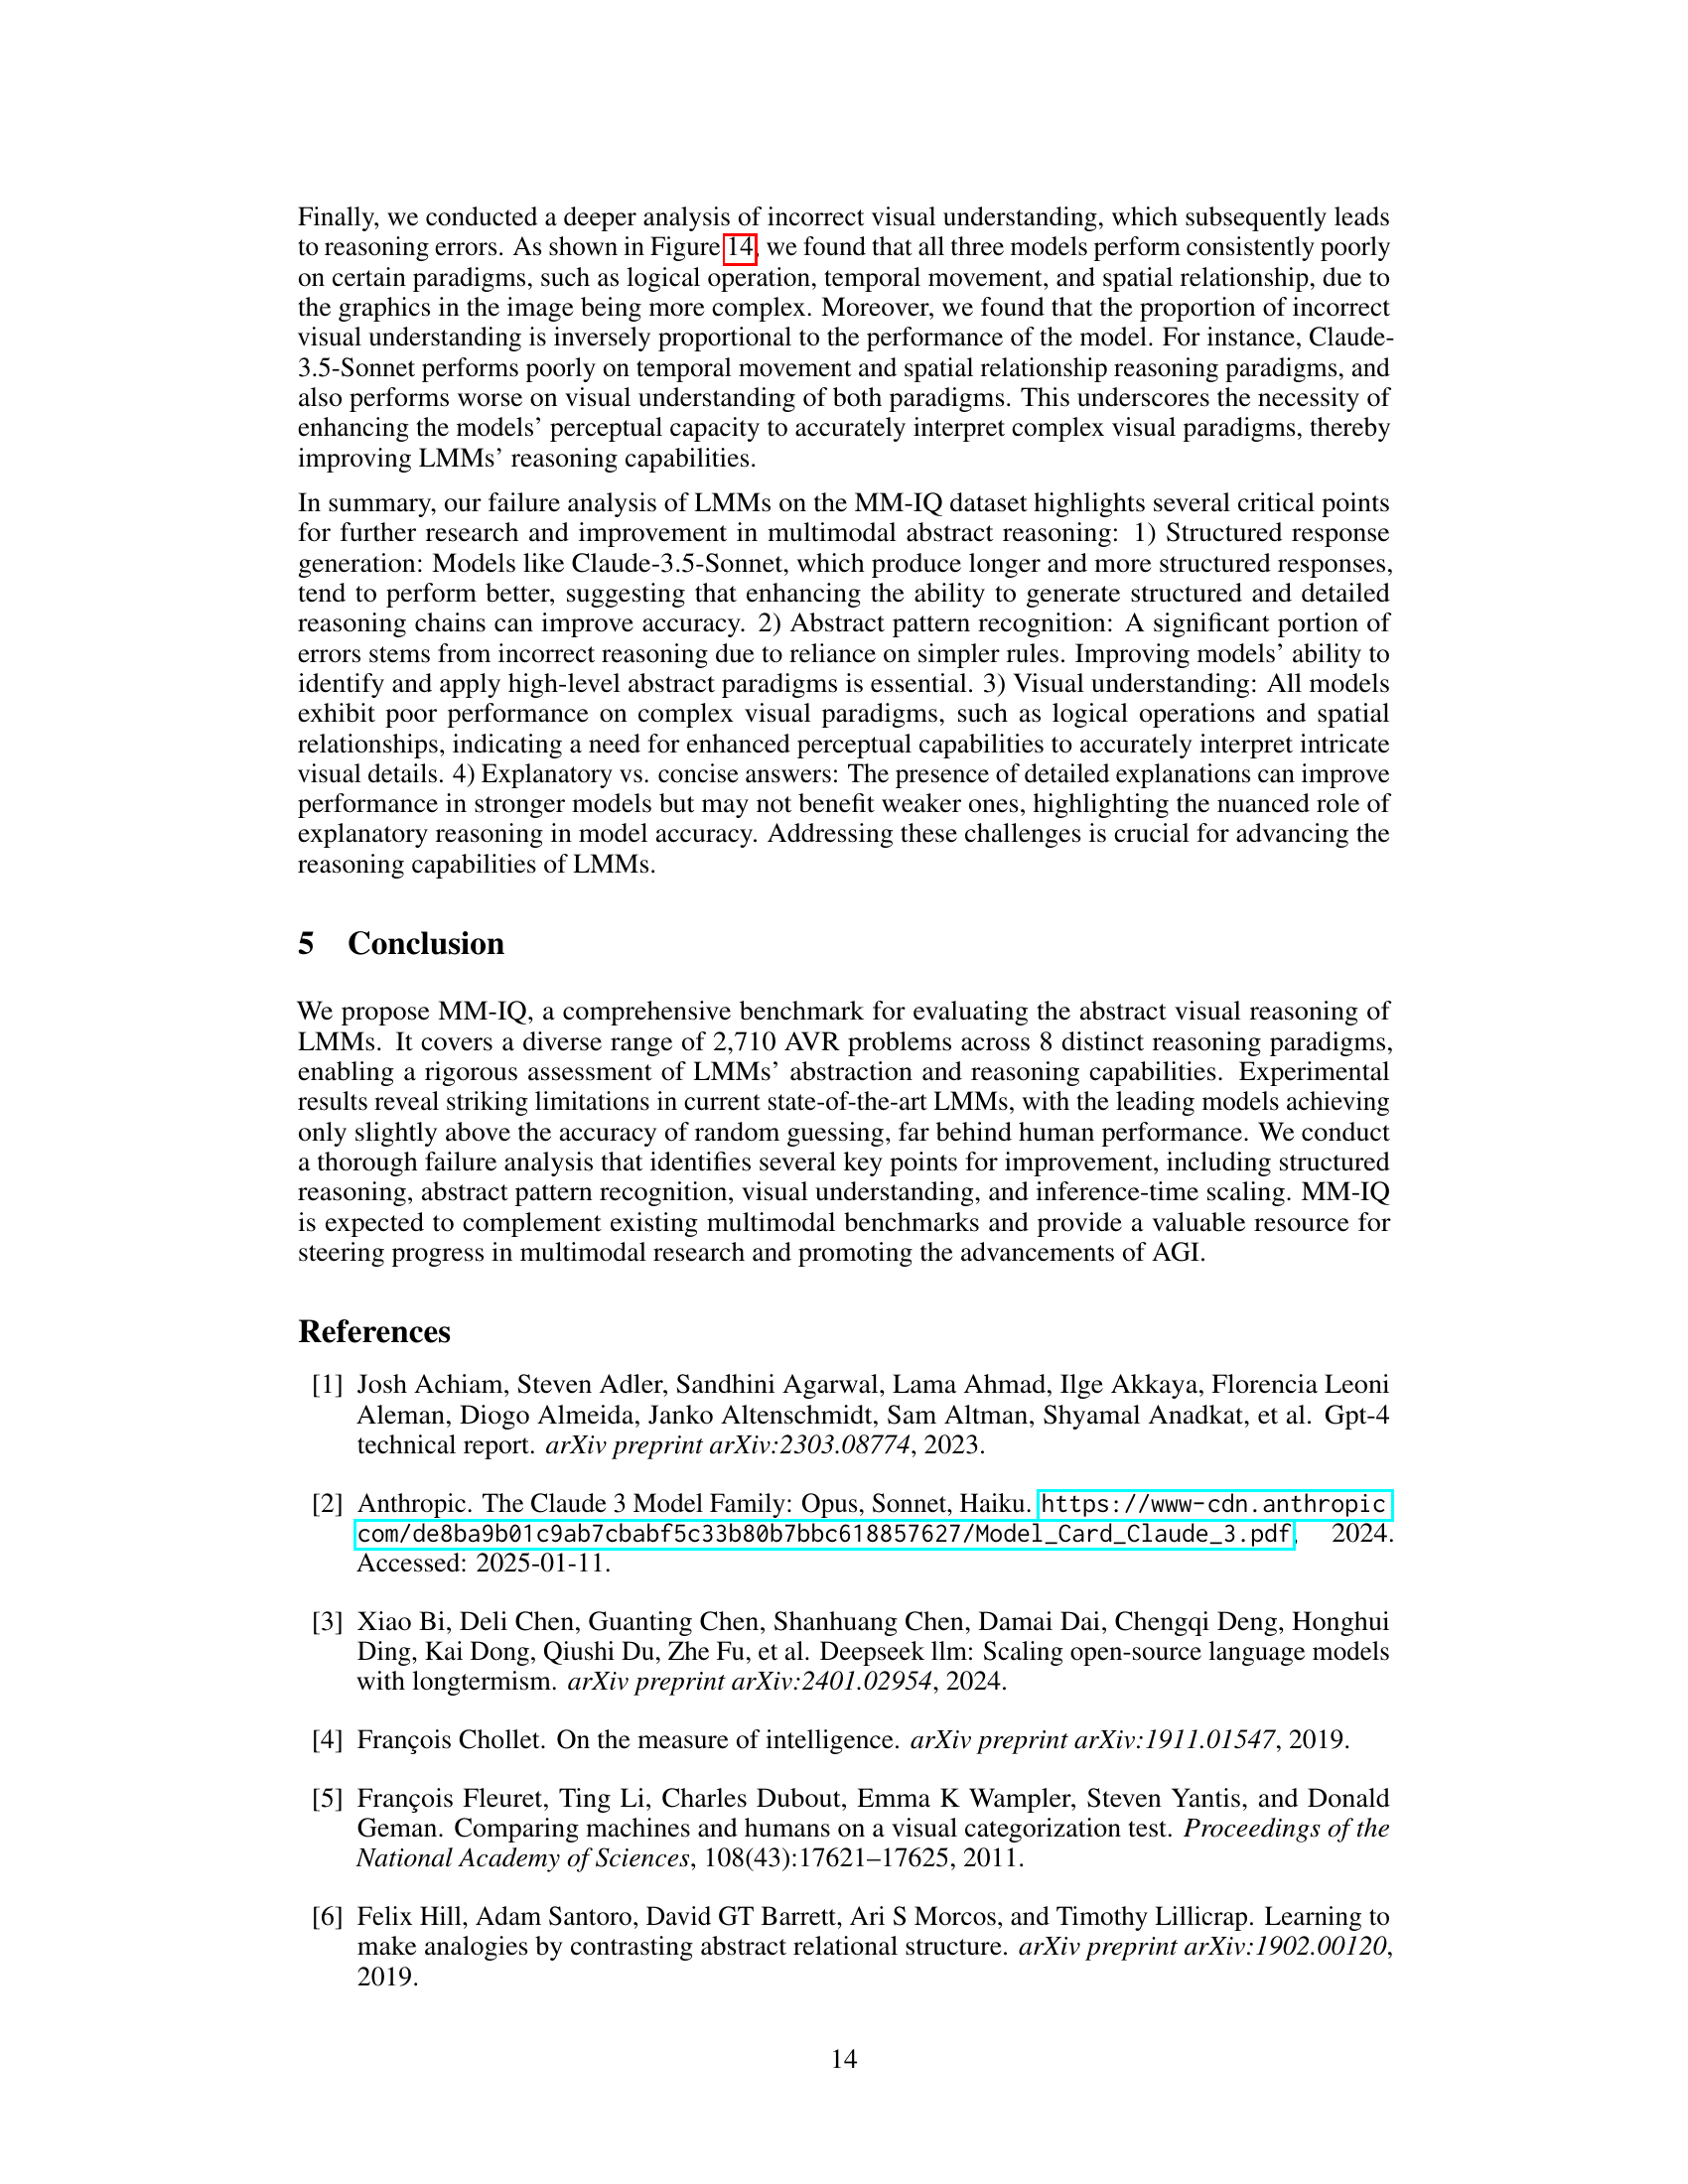 Finally, we conducted a deeper analysis of incorrect visual understanding, which subsequently leads
to reasoning errors. As shown in Figure 14, we found that all three models perform consistently poorly
on certain paradigms, such as logical operation, temporal movement, and spatial relationship, due to
the graphics in the image being more complex. Moreover, we found that the proportion of incorrect
visual understanding is inversely proportional to the performance of the model. For instance, Claude-
3.5-Sonnet performs poorly on temporal movement and spatial relationship reasoning paradigms, and
also performs worse on visual understanding of both paradigms. This underscores the necessity of
enhancing the models’ perceptual capacity to accurately interpret complex visual paradigms, thereby
improving LMMs’ reasoning capabilities.
In summary, our failure analysis of LMMs on the MM-IQ dataset highlights several critical points
for further research and improvement in multimodal abstract reasoning: 1) Structured response
generation: Models like Claude-3.5-Sonnet, which produce longer and more structured responses,
tend to perform better, suggesting that enhancing the ability to generate structured and detailed
reasoning chains can improve accuracy. 2) Abstract pattern recognition: A significant portion of
errors stems from incorrect reasoning due to reliance on simpler rules. Improving models’ ability to
identify and apply high-level abstract paradigms is essential. 3) Visual understanding: All models
exhibit poor performance on complex visual paradigms, such as logical operations and spatial
relationships, indicating a need for enhanced perceptual capabilities to accurately interpret intricate
visual details. 4) Explanatory vs. concise answers: The presence of detailed explanations can improve
performance in stronger models but may not benefit weaker ones, highlighting the nuanced role of
explanatory reasoning in model accuracy. Addressing these challenges is crucial for advancing the
reasoning capabilities of LMMs.
5 Conclusion
We propose MM-IQ, a comprehensive benchmark for evaluating the abstract visual reasoning of
LMMs. It covers a diverse range of 2,710 AVR problems across 8 distinct reasoning paradigms,
enabling a rigorous assessment of LMMs’ abstraction and reasoning capabilities. Experimental
results reveal striking limitations in current state-of-the-art LMMs, with the leading models achieving
only slightly above the accuracy of random guessing, far behind human performance. We conduct
a thorough failure analysis that identifies several key points for improvement, including structured
reasoning, abstract pattern recognition, visual understanding, and inference-time scaling. MM-IQ
is expected to complement existing multimodal benchmarks and provide a valuable resource for
steering progress in multimodal research and promoting the advancements of AGI.
References
[1] Josh Achiam, Steven Adler, Sandhini Agarwal, Lama Ahmad, Ilge Akkaya, Florencia Leoni
Aleman, Diogo Almeida, Janko Altenschmidt, Sam Altman, Shyamal Anadkat, et al. Gpt-4
technical report. arXiv preprint arXiv:2303.08774, 2023.
[2] Anthropic. The Claude 3 Model Family: Opus, Sonnet, Haiku. https://www-cdn.anthropic.
com/de8ba9b01c9ab7cbabf5c33b80b7bbc618857627/Model_Card_Claude_3.pdf, 2024.
Accessed: 2025-01-11.
[3] Xiao Bi, Deli Chen, Guanting Chen, Shanhuang Chen, Damai Dai, Chengqi Deng, Honghui
Ding, Kai Dong, Qiushi Du, Zhe Fu, et al. Deepseek llm: Scaling open-source language models
with longtermism. arXiv preprint arXiv:2401.02954, 2024.
[4] François Chollet. On the measure of intelligence. arXiv preprint arXiv:1911.01547, 2019.
[5] François Fleuret, Ting Li, Charles Dubout, Emma K Wampler, Steven Yantis, and Donald
Geman. Comparing machines and humans on a visual categorization test. Proceedings of the
National Academy of Sciences, 108(43):17621–17625, 2011.
[6] Felix Hill, Adam Santoro, David GT Barrett, Ari S Morcos, and Timothy Lillicrap. Learning to
make analogies by contrasting abstract relational structure. arXiv preprint arXiv:1902.00120,
2019.
14